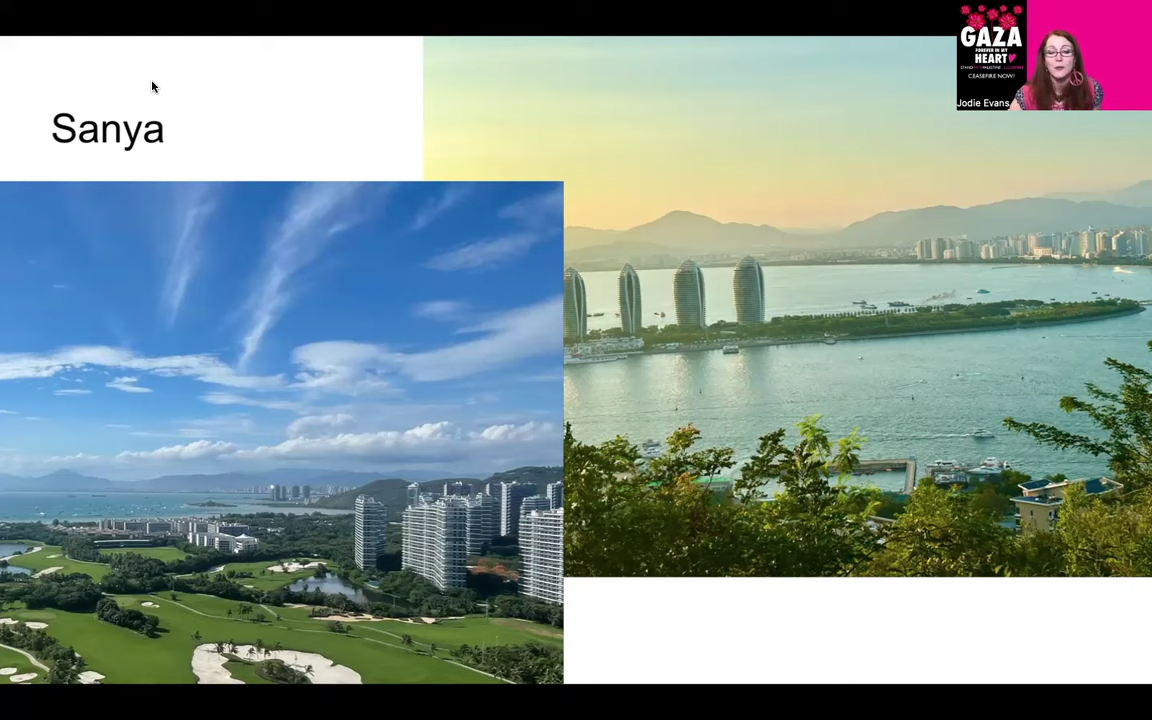 Sanya
GAZA
FOREVER IN MY
HEART
CEASEFIRE NOW!
Jodie Evans